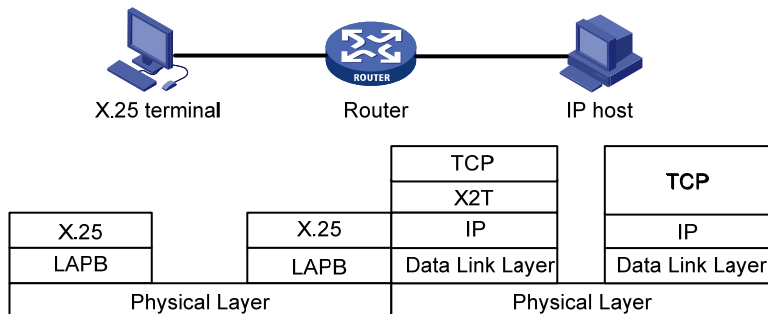 ROUTER
X.25 terminal Router IP host
TCP
X2T
TCP
X.25 X.25 IP IP
LAPB LAPB Data Link Layer Data Link Layer
Physical Layer Physical Layer